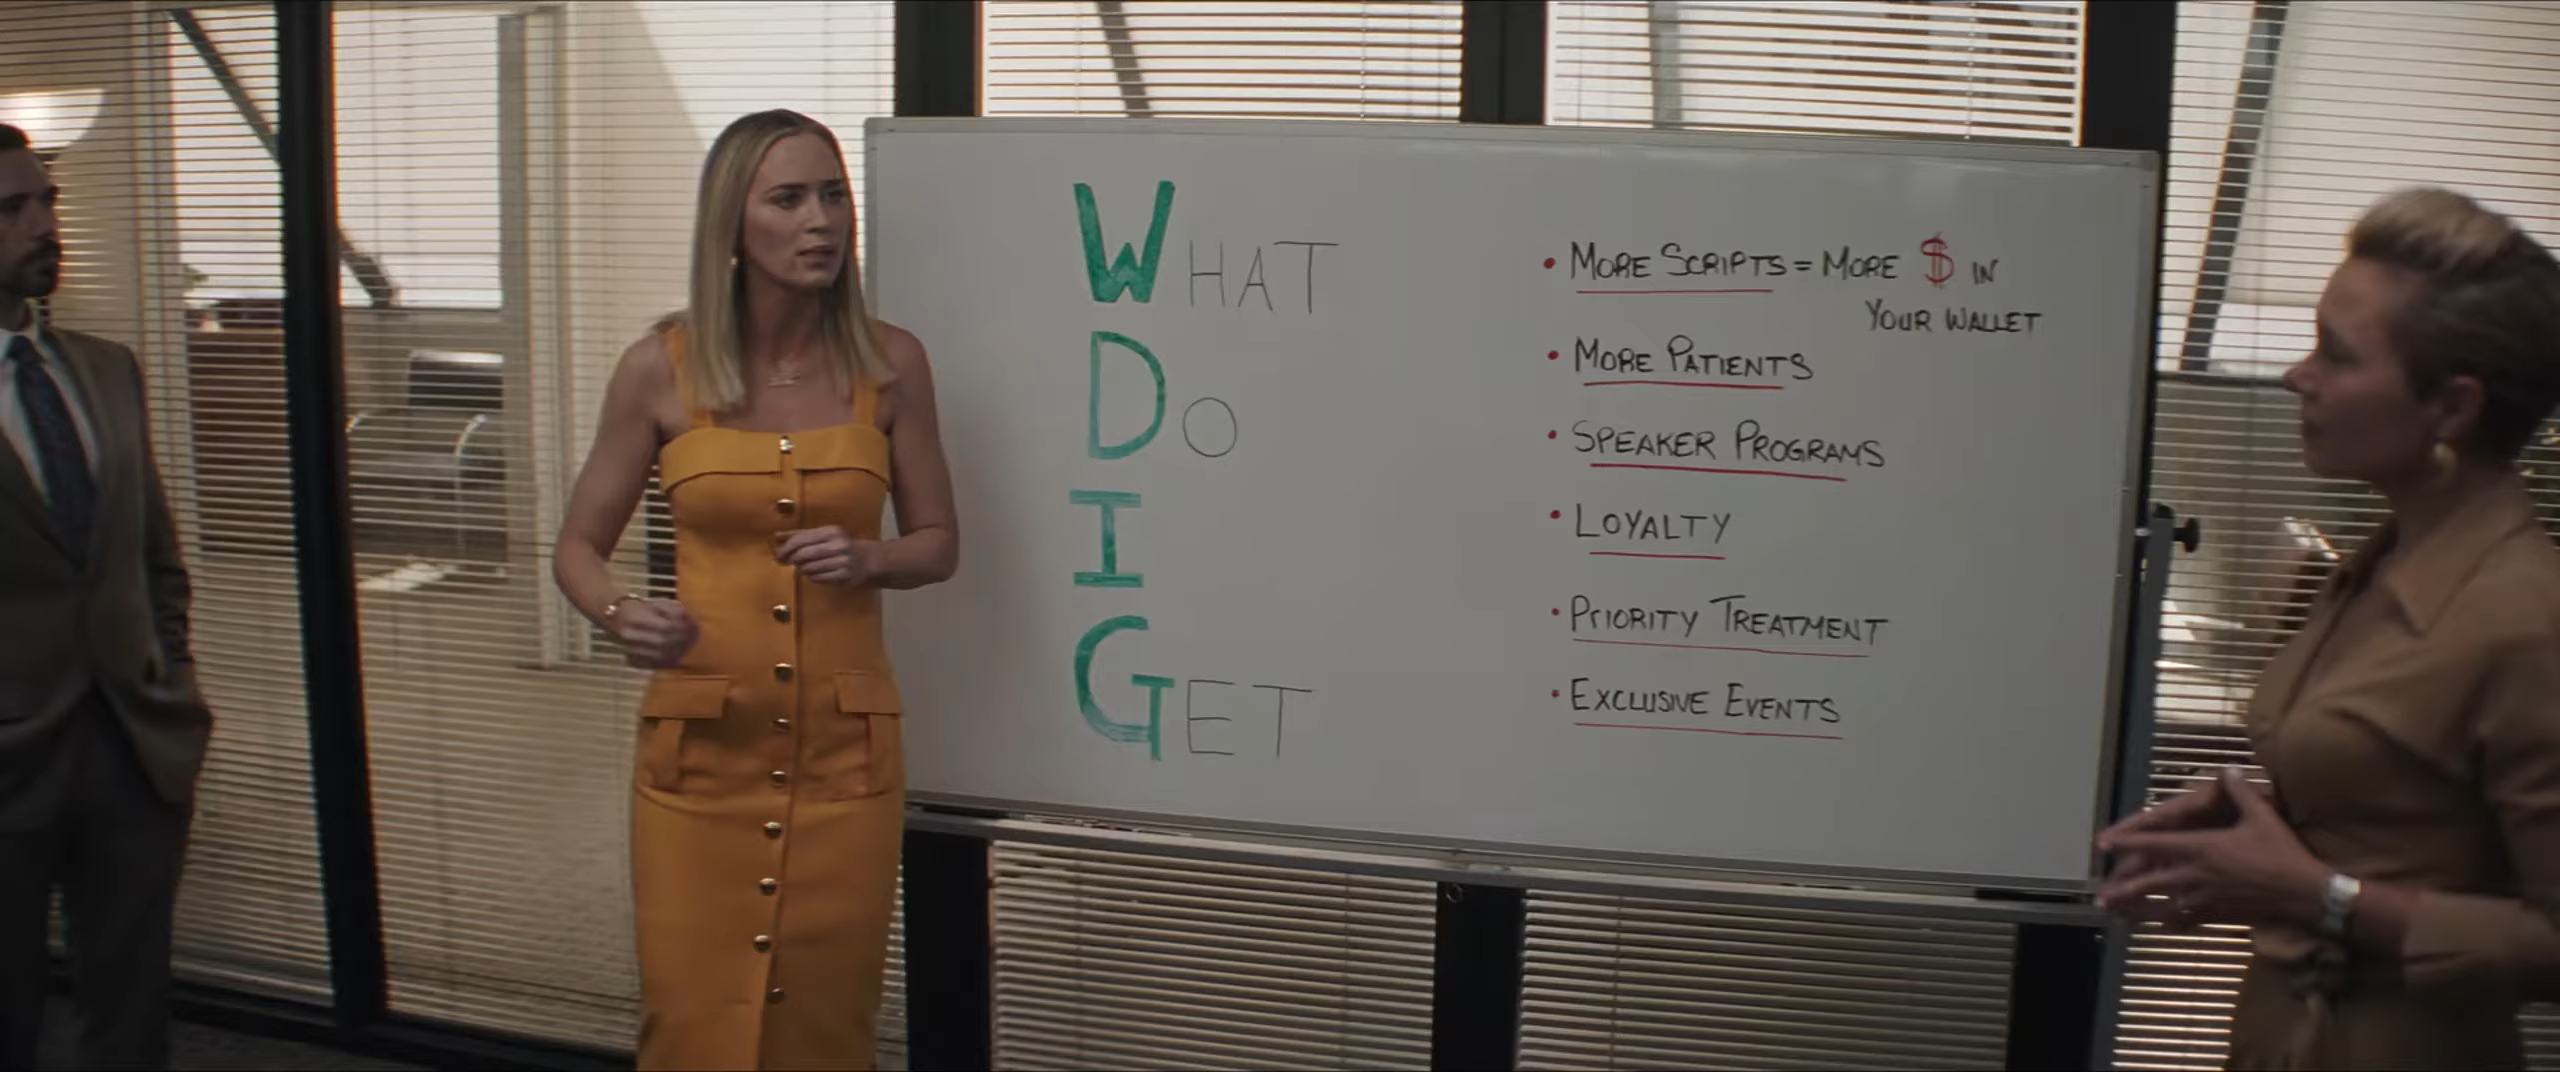 WHAT
DO
I
GET
• MORE SCRIPTS = MORE $ IN
YOUR WALLET
• MORE PATIENTS
• SPEAKER PROGRAMS
• LOYALTY
• PRIORITY TREATMENT
• EXCLUSIVE EVENTS